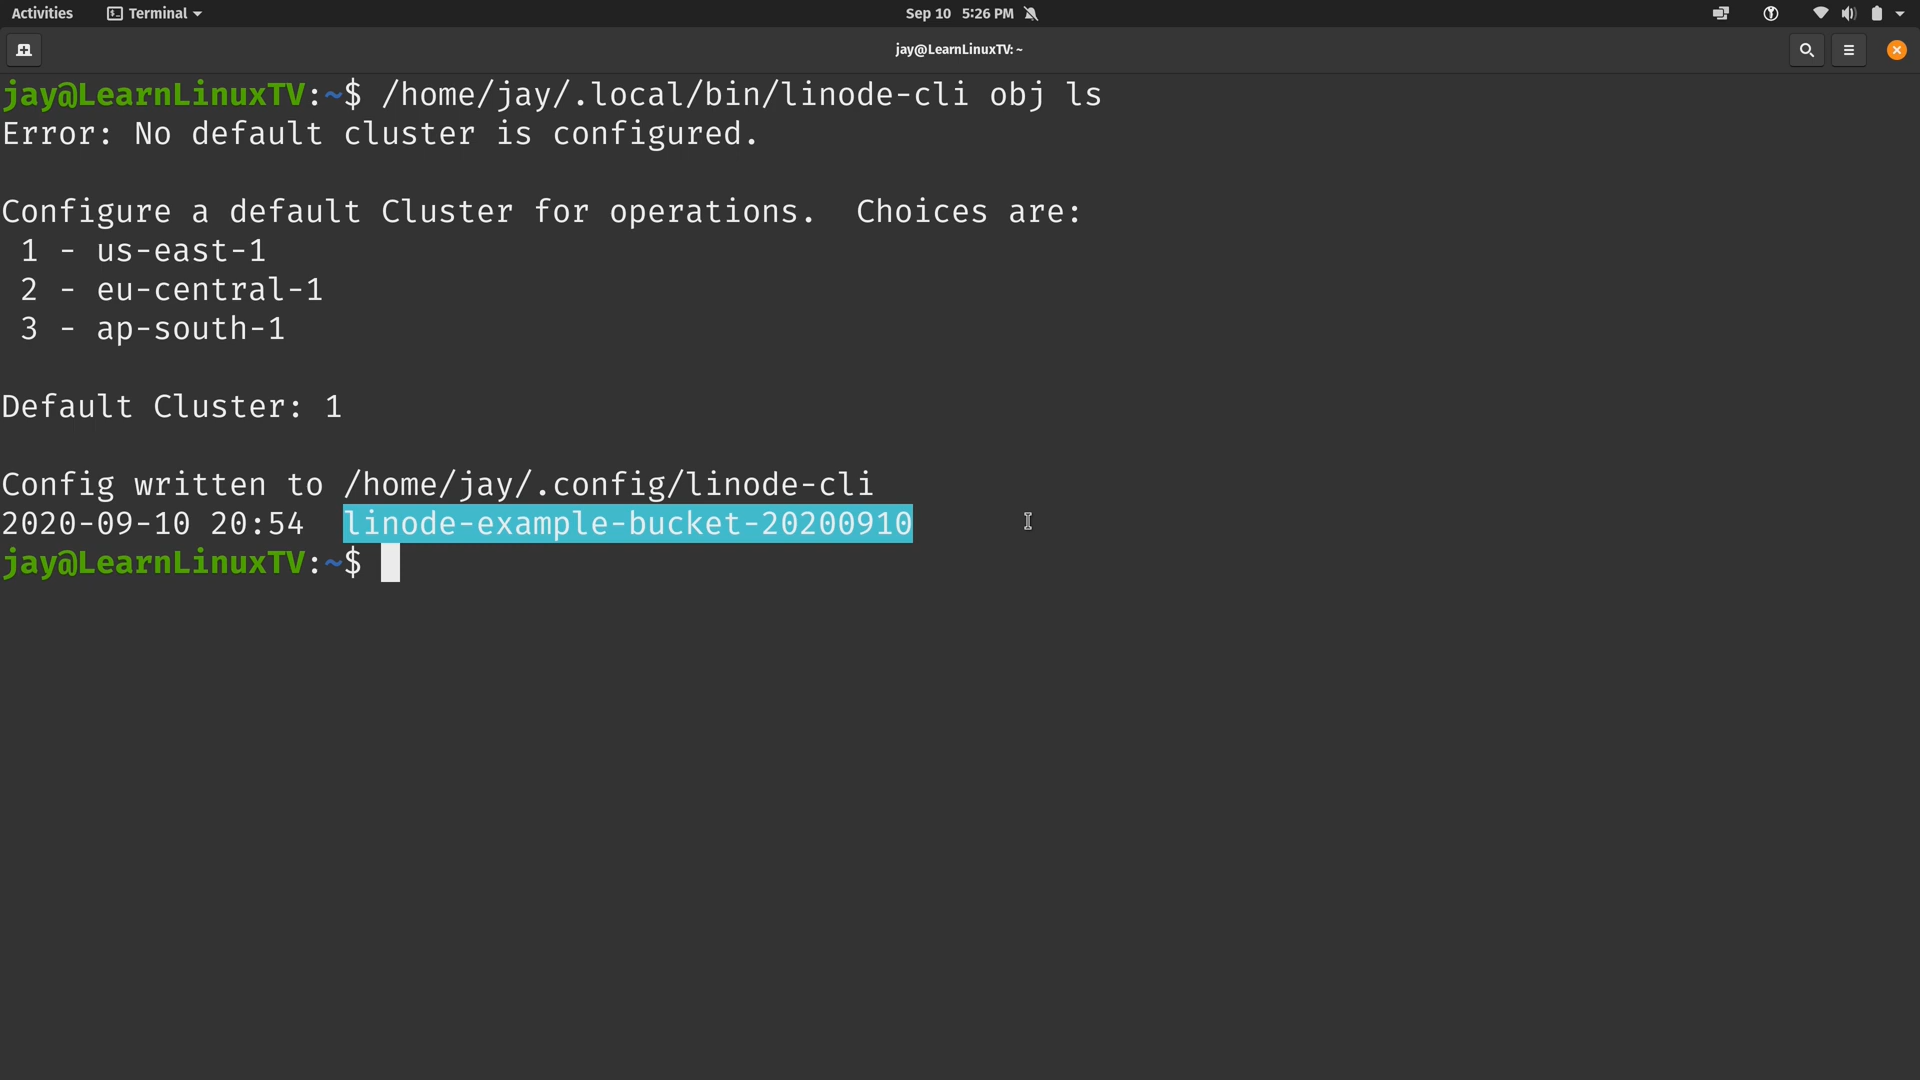 Activities Terminal Sep 10 5:26 PM
jay@LearnLinuxTV: ~
jay@LearnLinuxTV:~$ /home/jay/.local/bin/linode-cli obj ls
Error: No default cluster is configured.
Configure a default Cluster for operations.  Choices are:
 1 - us-east-1
 2 - eu-central-1
 3 - ap-south-1
Default Cluster: 1
Config written to /home/jay/.config/linode-cli
2020-09-10 20:54  linode-example-bucket-20200910
jay@LearnLinuxTV:~$